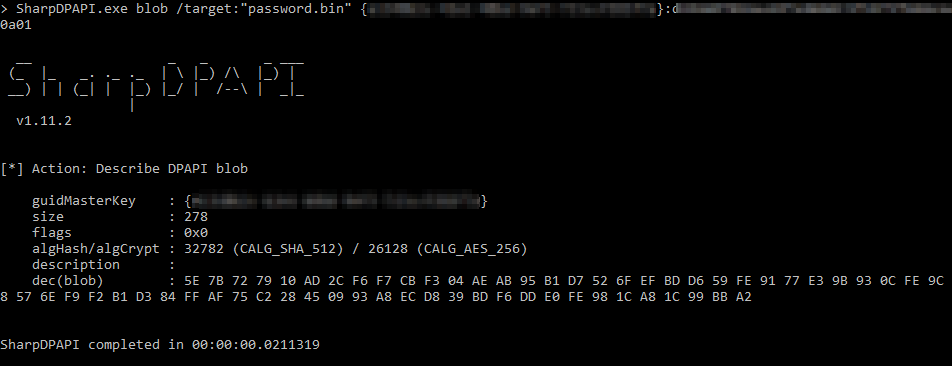 > SharpDPAPI.exe blob /target:"password.bin" { }:d
0a01
SharpDPAPI
v1.11.2
[*] Action: Describe DPAPI blob
guidMasterKey : { }
size : 278
flags : 0x0
algHash/algCrypt : 32782 (CALG_SHA_512) / 26128 (CALG_AES_256)
description :
dec(blob) : 5E 7B 72 79 10 AD 2C F6 F7 CB F3 04 AE AB 95 B1 D7 52 6F EF BD D6 59 FE 91 77 E3 9B 93 0C FE 9C
8 57 6E F9 F2 B1 D3 84 FF AF 75 C2 28 45 09 93 A8 EC D8 39 BD F6 DD E0 FE 98 1C A8 1C 99 BB A2
SharpDPAPI completed in 00:00:00.0211319